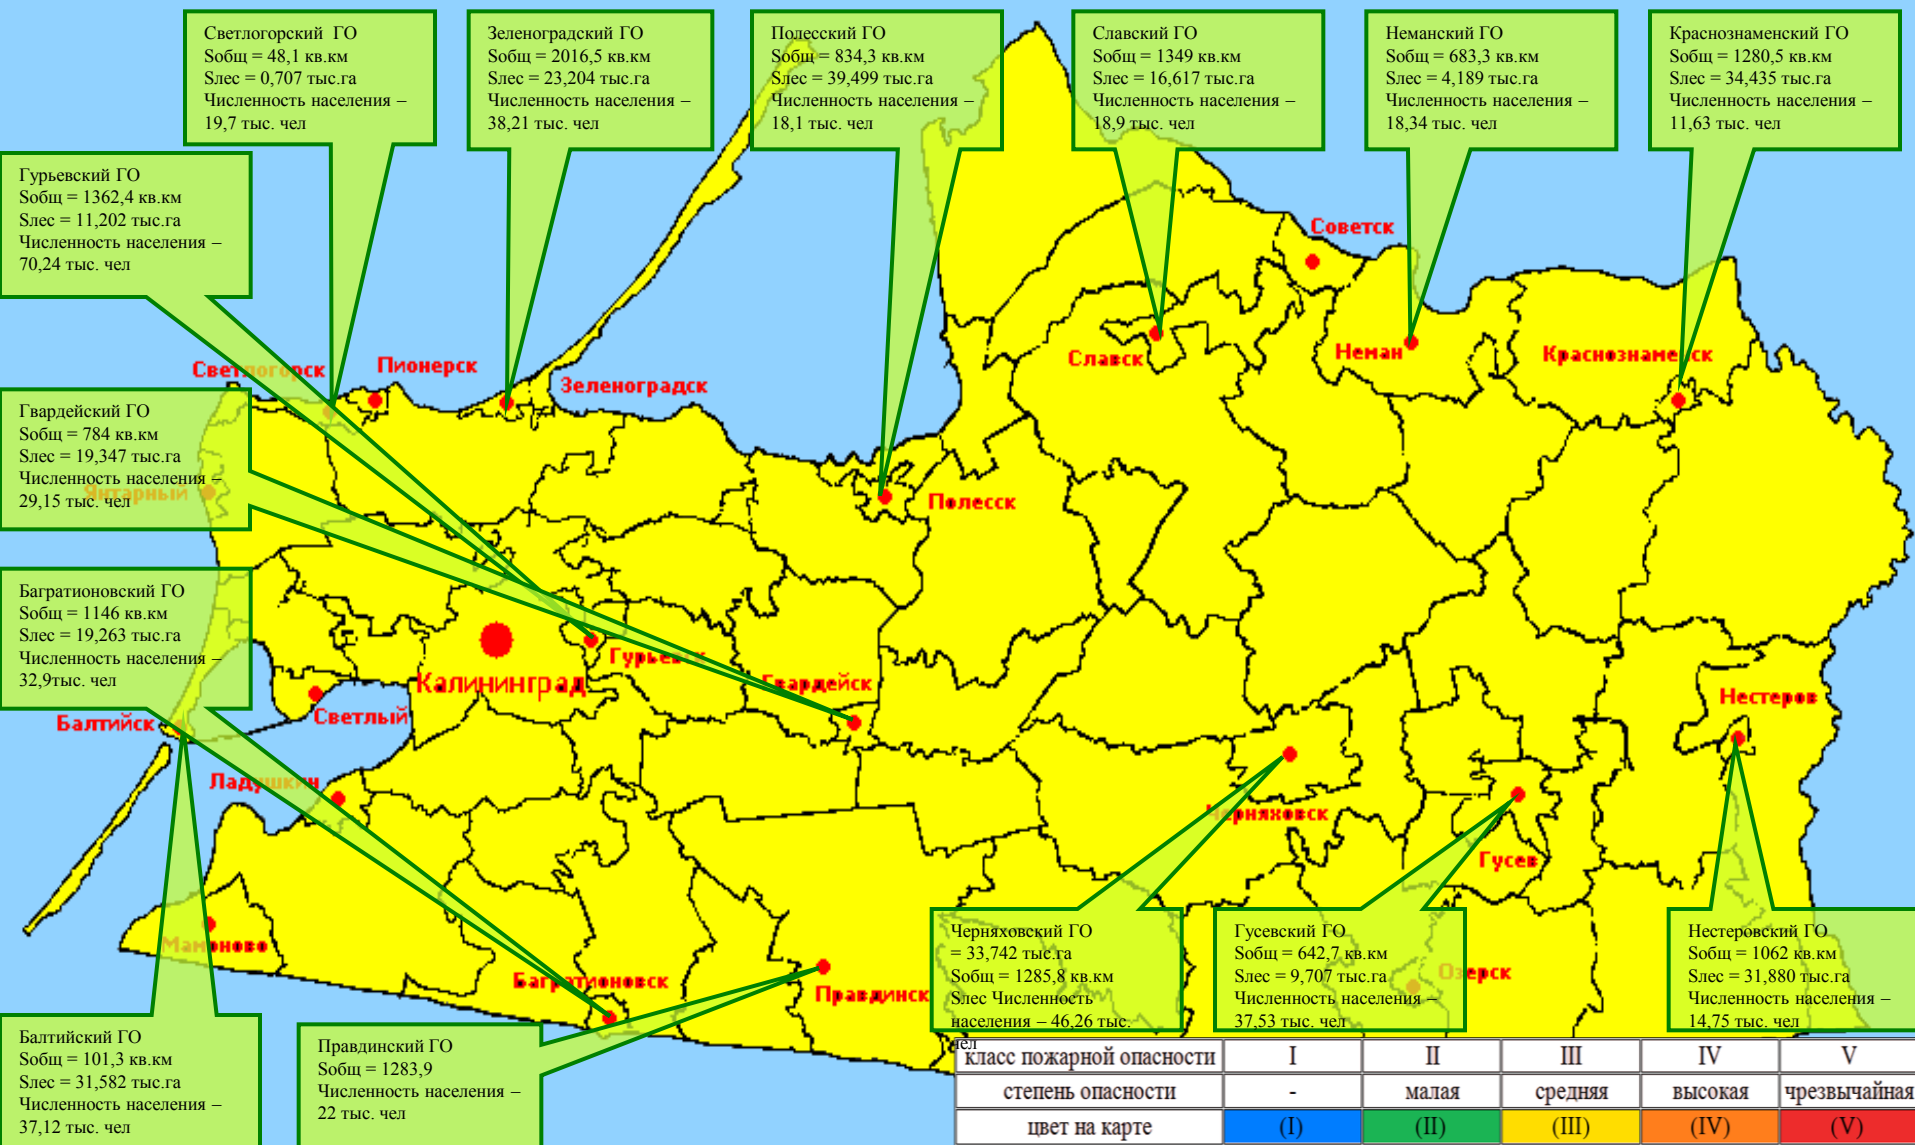 Светлогорский ГО
Sобщ = 48,1 кв.км
Sлес = 0,707 тыс.га
Численность населения –
19,7 тыс. чел
Зеленоградский ГО
Sобщ = 2016,5 кв.км
Sлес = 23,204 тыс.га
Численность населения –
38,21 тыс. чел
Полесский ГО
Sобщ = 834,3 кв.км
Sлес = 39,499 тыс.га
Численность населения –
18,1 тыс. чел
Славский ГО
Sобщ = 1349 кв.км
Sлес = 16,617 тыс.га
Численность населения –
18,9 тыс. чел
Неманский ГО
Sобщ = 683,3 кв.км
Sлес = 4,189 тыс.га
Численность населения –
18,34 тыс. чел
Краснознаменский ГО
Sобщ = 1280,5 кв.км
Sлес = 34,435 тыс.га
Численность населения –
11,63 тыс. чел
Гурьевский ГО
Sобщ = 1362,4 кв.км
Sлес = 11,202 тыс.га
Численность населения –
70,24 тыс. чел
Советск
Славск
Неман
Краснознаменск
Светлогорск
Пионерск
Зеленоградск
Гвардейский ГО
Sобщ = 784 кв.км
Sлес = 19,347 тыс.га
Численность населения –
29,15 тыс. чел
Янтарный
Полесск
Багратионовский ГО
Sобщ = 1146 кв.км
Sлес = 19,263 тыс.га
Численность населения –
32,9тыс. чел
Гурьевск
Калининград
Гвардейск
Нестеров
Балтийск
Светлый
Ладушкин
Черняховск
Гусев
Мамоново
Багратионовск
Правдинск
Озерск
Черняховский ГО
= 33,742 тыс.га
Sобщ = 1285,8 кв.км
Sлес Численность
населения – 46,26 тыс.
чел
Гусевский ГО
Sобщ = 642,7 кв.км
Sлес = 9,707 тыс.га
Численность населения –
37,53 тыс. чел
Нестеровский ГО
Sобщ = 1062 кв.км
Sлес = 31,880 тыс.га
Численность населения –
14,75 тыс. чел
Балтийский ГО
Sобщ = 101,3 кв.км
Sлес = 31,582 тыс.га
Численность населения –
37,12 тыс. чел
Правдинский ГО
Sобщ = 1283,9
Численность населения –
22 тыс. чел
класс пожарной опасности I II III IV V
степень опасности - малая средняя высокая чрезвычайная
цвет на карте (I) (II) (III) (IV) (V)